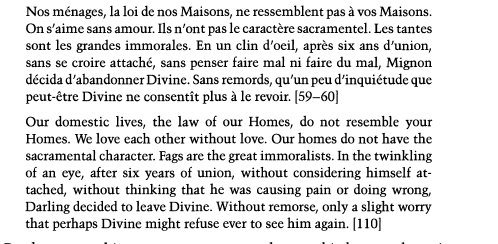 Nos ménages, la loi de nos Maisons, ne ressemblent pas à vos Maisons.
On s'aime sans amour. Ils n'ont pas le caractère sacramentel. Les tantes
sont les grandes immorales. En un clin d'oeil, après six ans d'union,
sans se croire attaché, sans penser faire mal ni faire du mal, Mignon
décida d'abandonner Divine. Sans remords, qu'un peu d'inquiétude que
peut-être Divine ne consentît plus à le revoir. [59–60]
Our domestic lives, the law of our Homes, do not resemble your
Homes. We love each other without love. Our homes do not have the
sacramental character. Fags are the great immoralists. In the twinkling
of an eye, after six years of union, without considering himself at-
tached, without thinking that he was causing pain or doing wrong,
Darling decided to leave Divine. Without remorse, only a slight worry
that perhaps Divine might refuse ever to see him again. [110]